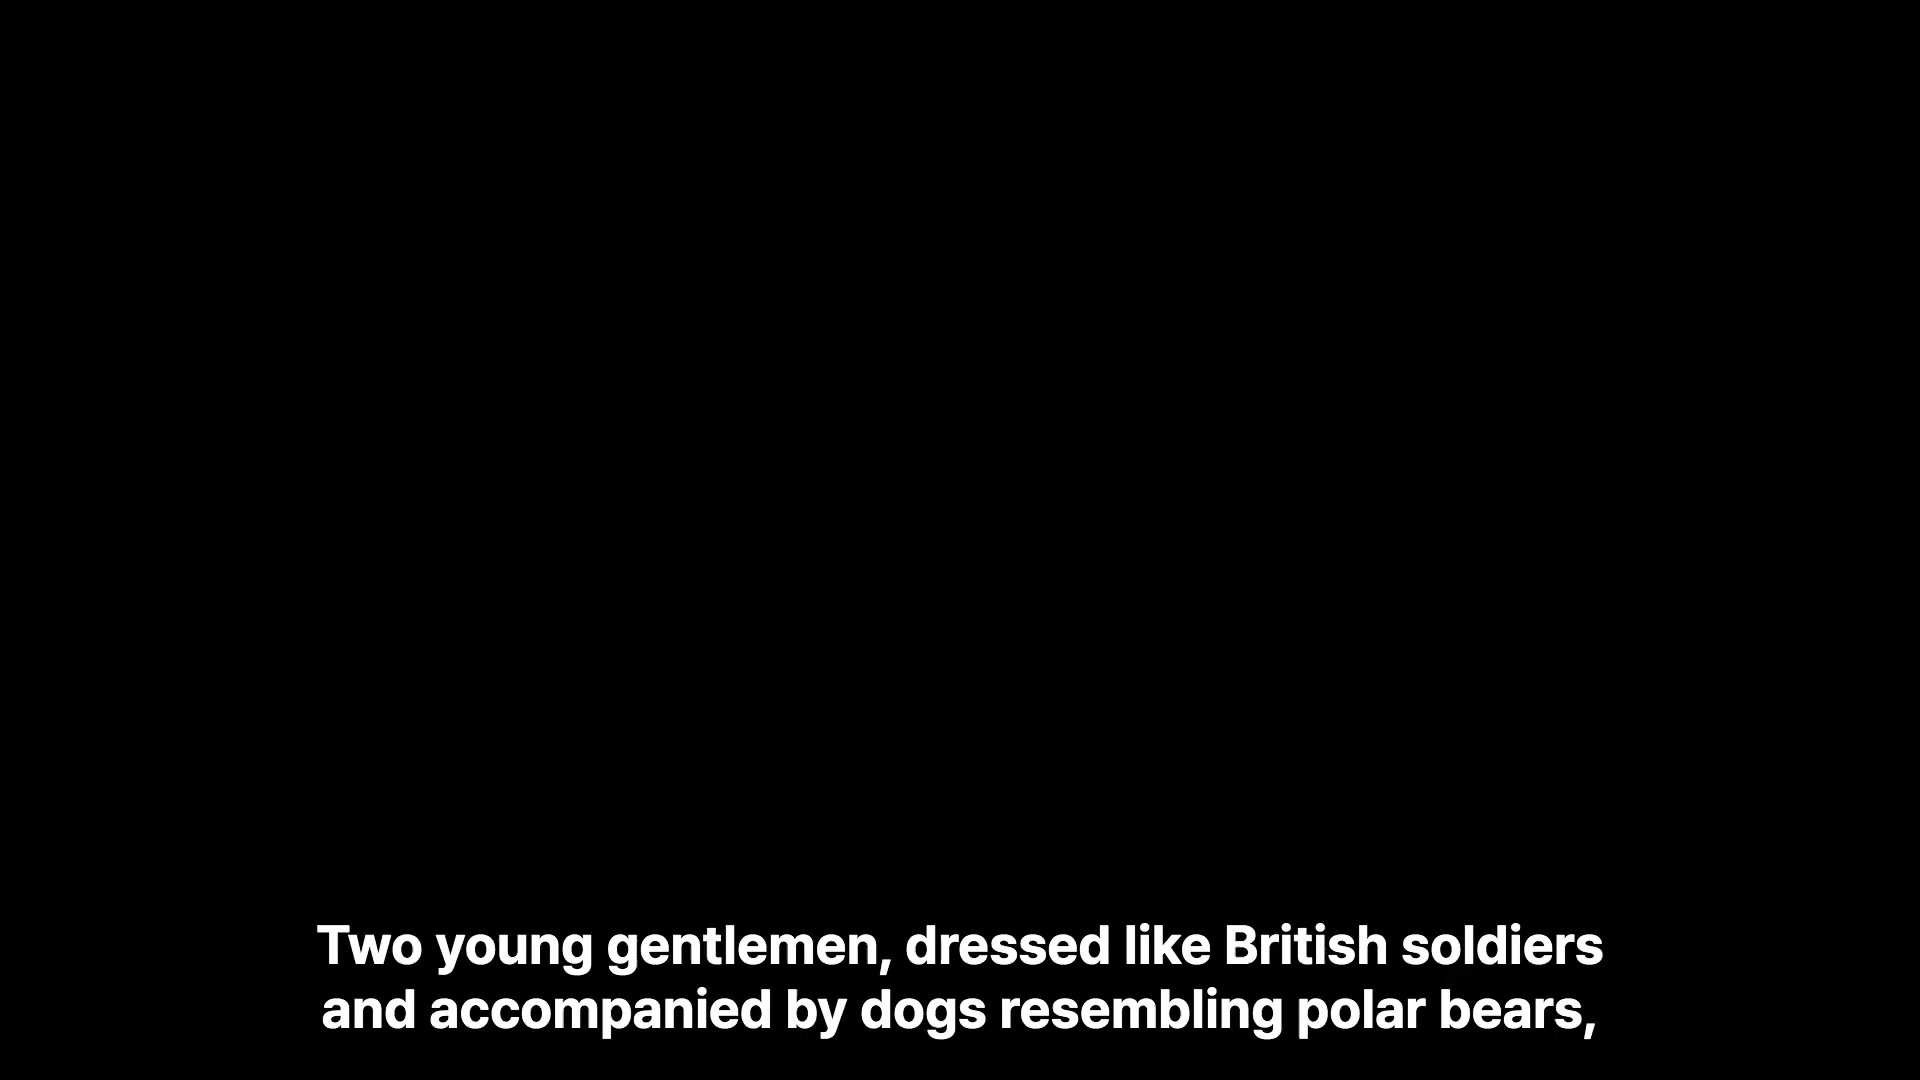 Two young gentlemen, dressed like British soldiers
and accompanied by dogs resembling polar bears,